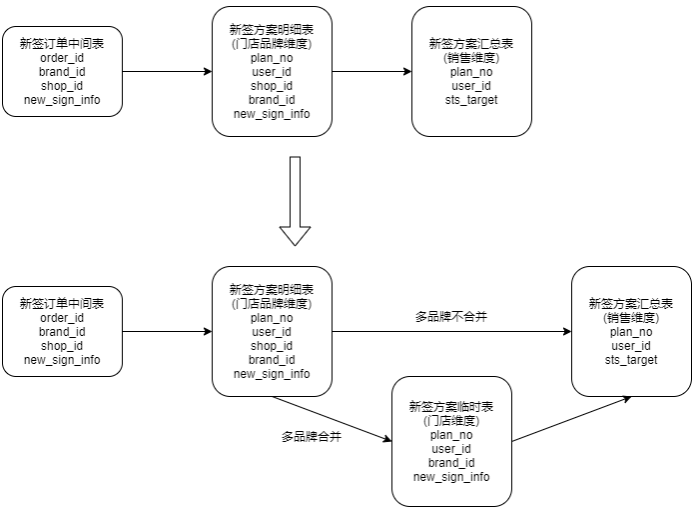 新签订单中间表
order_id
brand_id
shop_id
new_sign_info
新签方案明细表
(门店品牌维度)
plan_no
user_id
shop_id
brand_id
new_sign_info
新签方案汇总表
(销售维度)
plan_no
user_id
sts_target
新签订单中间表
order_id
brand_id
shop_id
new_sign_info
新签方案明细表
(门店品牌维度)
plan_no
user_id
shop_id
brand_id
new_sign_info
多品牌不合并
新签方案汇总表
(销售维度)
plan_no
user_id
sts_target
多品牌合并
新签方案临时表
(门店维度)
plan_no
user_id
brand_id
new_sign_info